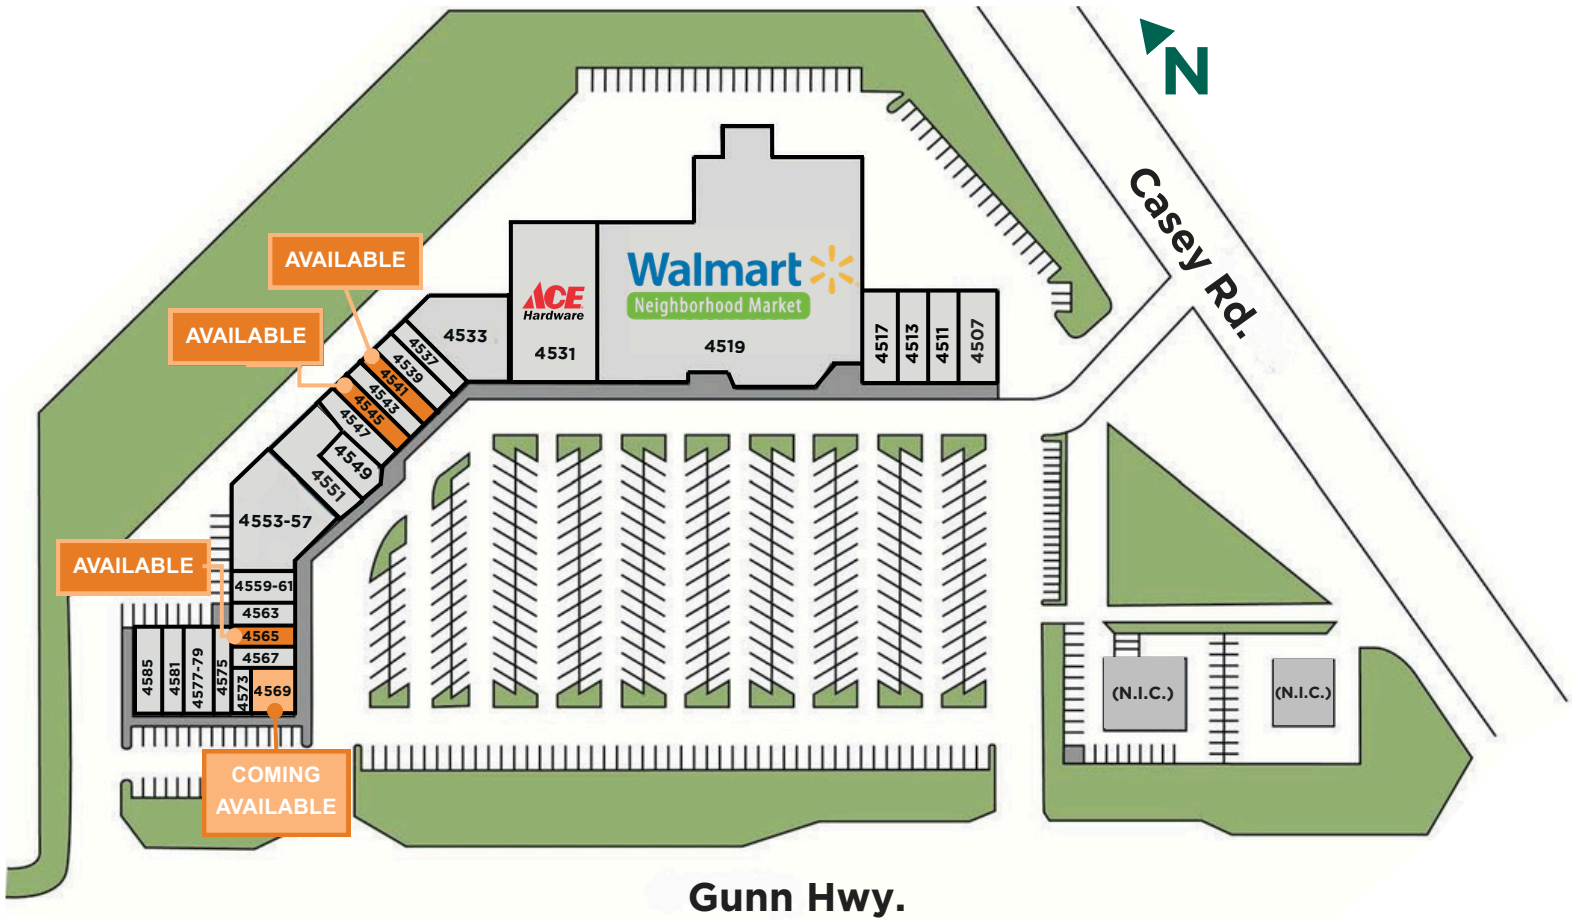 N
Casey Rd.
AVAILABLE
AVAILABLE
Walmart
Neighborhood Market
ACE
Hardware
4533
4531
4519
4517
4513
4511
4507
4537
4539
4541
4543
4545
4547
4549
4551
4553-57
AVAILABLE
4559-61
4563
4565
4567
4569
4573
4575
4577-79
4581
4585
(N.I.C.)
(N.I.C.)
COMING
AVAILABLE
Gunn Hwy.